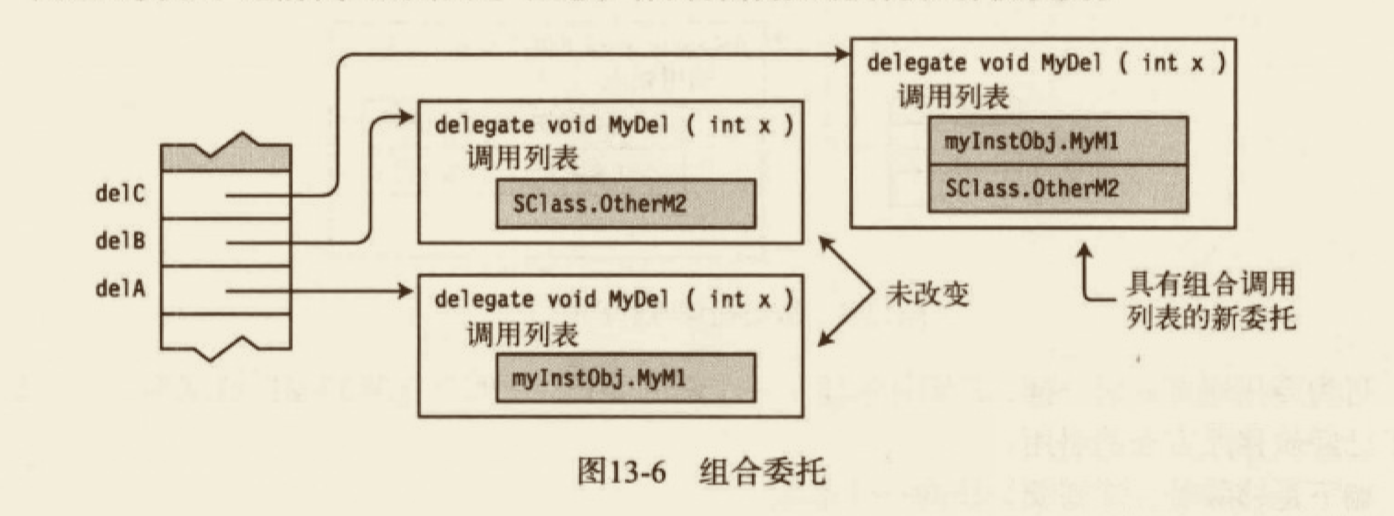 delegate void MyDel ( int x )
调用列表
myInstObj.MyM1
SClass.OtherM2
delegate void MyDel ( int x )
调用列表
SClass.OtherM2
delC
delB
delA
delegate void MyDel ( int x )
调用列表
myInstObj.MyM1
未改变
具有组合调用
列表的新委托
图13-6 组合委托